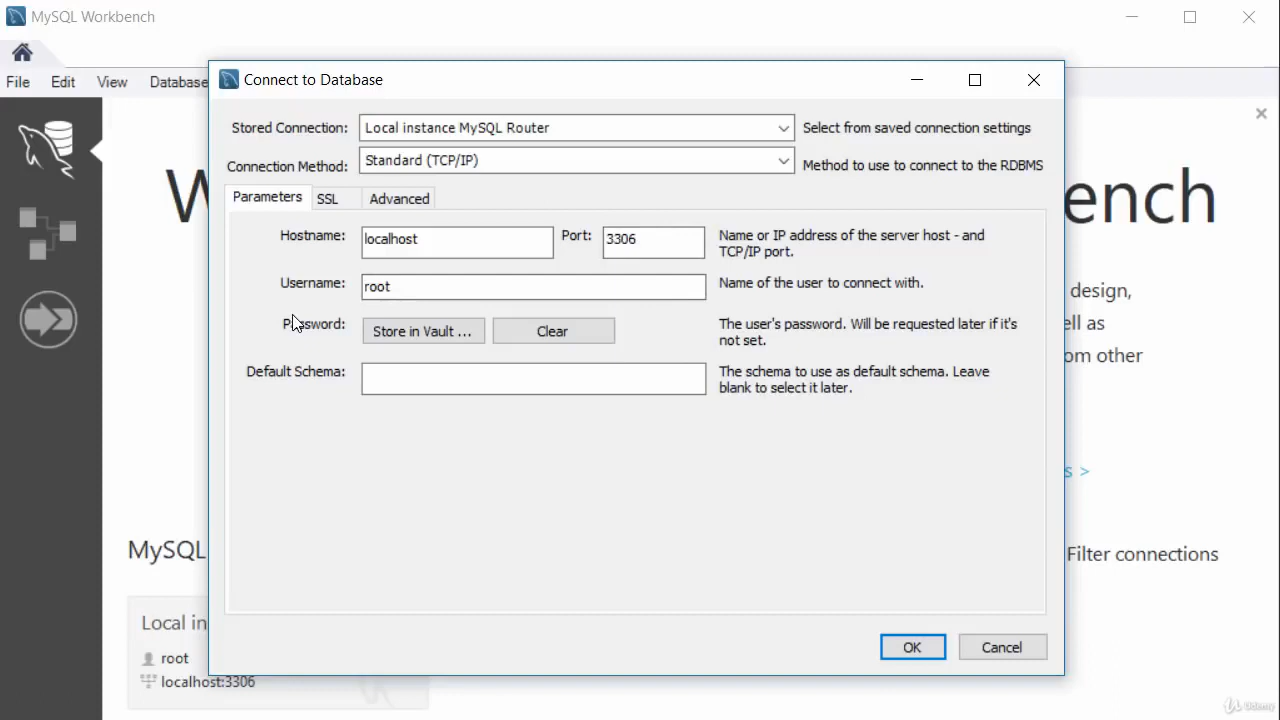 MySQL Workbench
File Edit View Database
Connect to Database
Stored Connection: Local instance MySQL Router Select from saved connection settings
Connection Method: Standard (TCP/IP) Method to use to connect to the RDBMS
Parameters SSL Advanced
Hostname: localhost Port: 3306 Name or IP address of the server host - and
TCP/IP port.
Username: root Name of the user to connect with.
Password: Store in Vault ... Clear The user's password. Will be requested later if it's
not set.
Default Schema: The schema to use as default schema. Leave
blank to select it later.
OK Cancel
W
ench
design,
ll as
om other
s >
MySQL
Filter connections
Local in
root
localhost:3306
Udemy